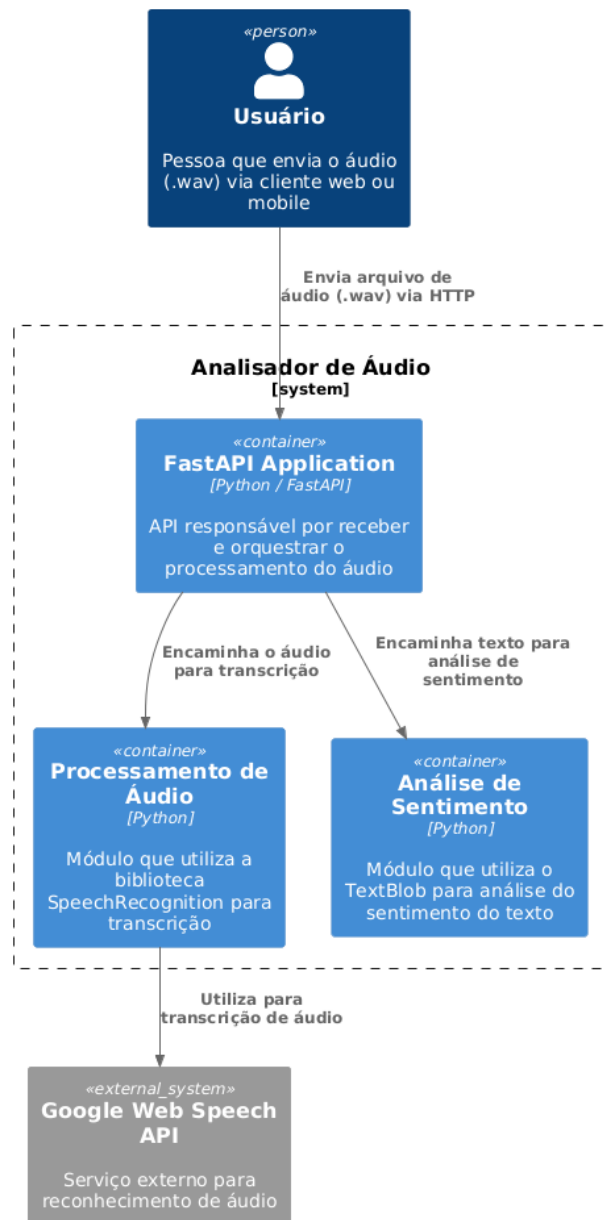 «person»
Usuário
Pessoa que envia o áudio
(.wav) via cliente web ou
mobile
Envia arquivo de
áudio (.wav) via HTTP
Analisador de Áudio
[system]
«container»
FastAPI Application
[Python / FastAPI]
API responsável por receber
e orquestrar o
processamento do áudio
Encaminha o áudio
para transcrição
Encaminha texto para
análise de
sentimento
«container»
Processamento de
Áudio
[Python]
Módulo que utiliza a
biblioteca
SpeechRecognition para
transcrição
«container»
Análise de
Sentimento
[Python]
Módulo que utiliza o
TextBlob para análise do
sentimento do texto
Utiliza para
transcrição de áudio
«external_system»
Google Web Speech
API
Serviço externo para
reconhecimento de áudio